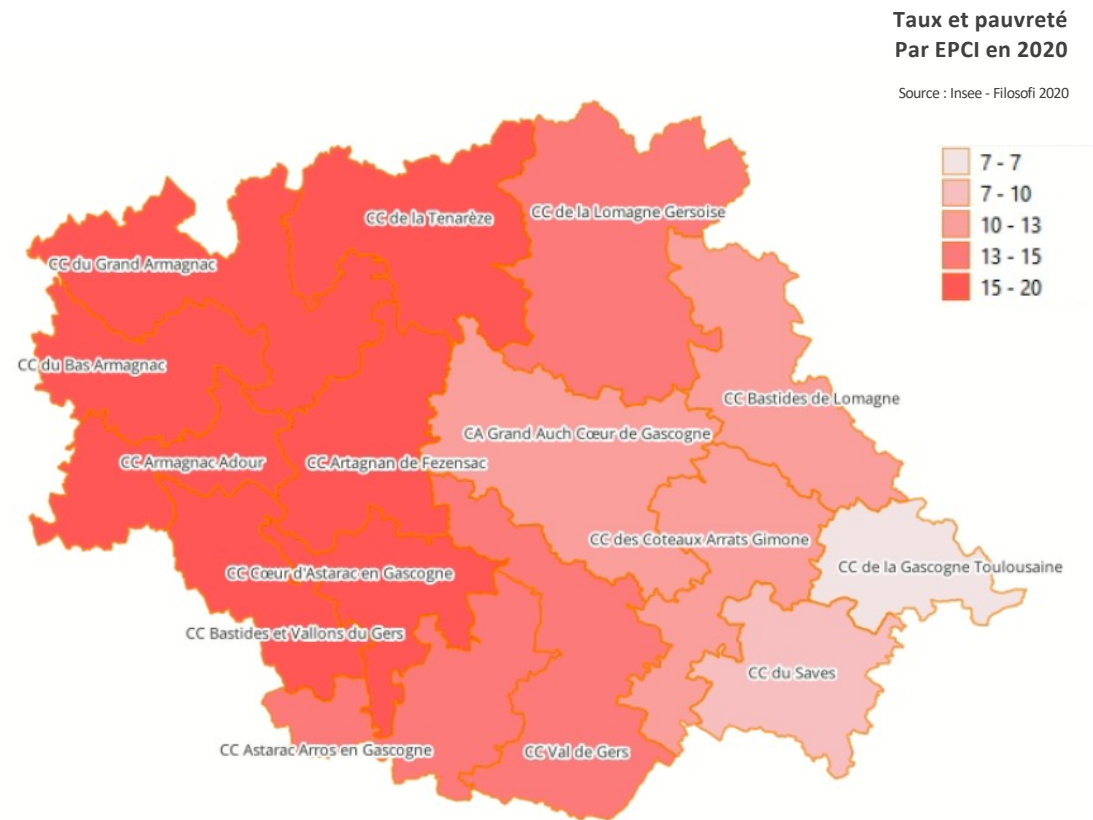 Taux et pauvreté
Par EPCI en 2020
Source : Insee - Filosofi 2020
7 - 7
7 - 10
10 - 13
13 - 15
15 - 20
CC de la Tenarèze
CC de la Lomagne Gersoise
CC du Grand Armagnac
CC du Bas Armagnac
CC Bastides de Lomagne
CA Grand Auch Cœur de Gascogne
CC Armagnac Adour
CC Artagnan de Fezensac
CC des Coteaux Arrats Gimone
CC de la Gascogne Toulousaine
CC Cœur d'Astarac en Gascogne
CC Bastides et Vallons du Gers
CC du Saves
CC Astarac Arros en Gascogne
CC Val de Gers